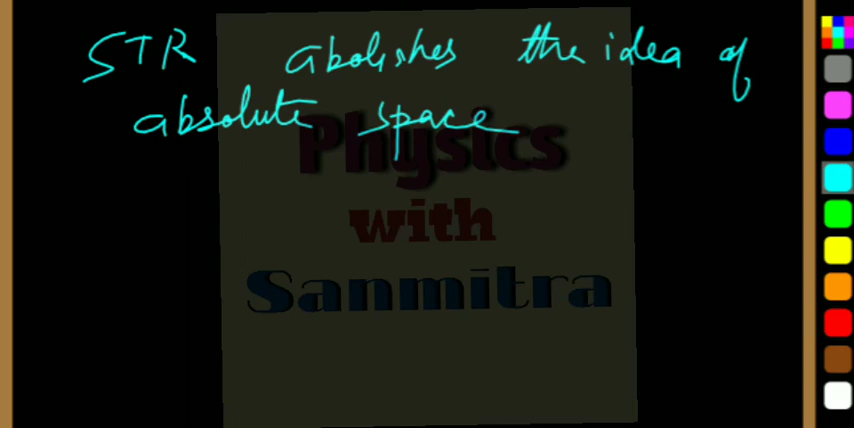 STR abolishes the idea of
absolute space
Physics
with
Sanmitra